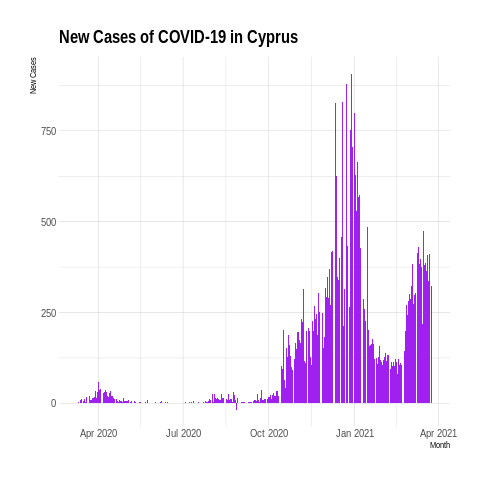 New Cases of COVID-19 in Cyprus
New Cases
750
500
250
0
Apr 2020 Jul 2020 Oct 2020 Jan 2021 Apr 2021
Month